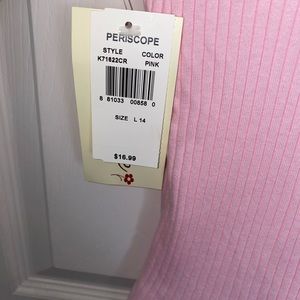 PERISCOPE
STYLE COLOR
K71622CR PINK
8 81033 00858 0
SIZE L 14
$16.99